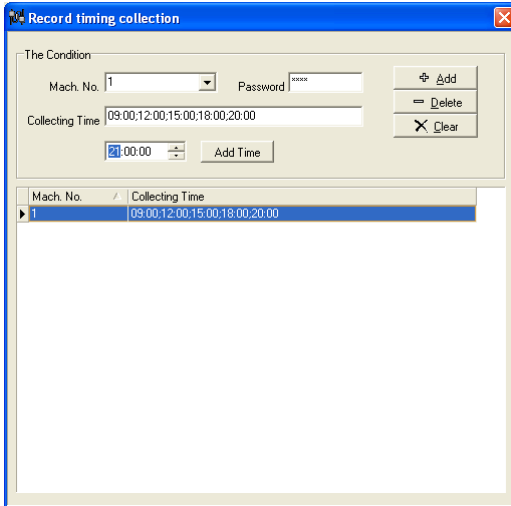 Record timing collection
The Condition
Mach. No. 1 Password ****
Add
Delete
Collecting Time 09:00;12:00;15:00;18:00;20:00
Clear
21:00:00 Add Time
Mach. No. Collecting Time
1 09:00;12:00;15:00;18:00;20:00